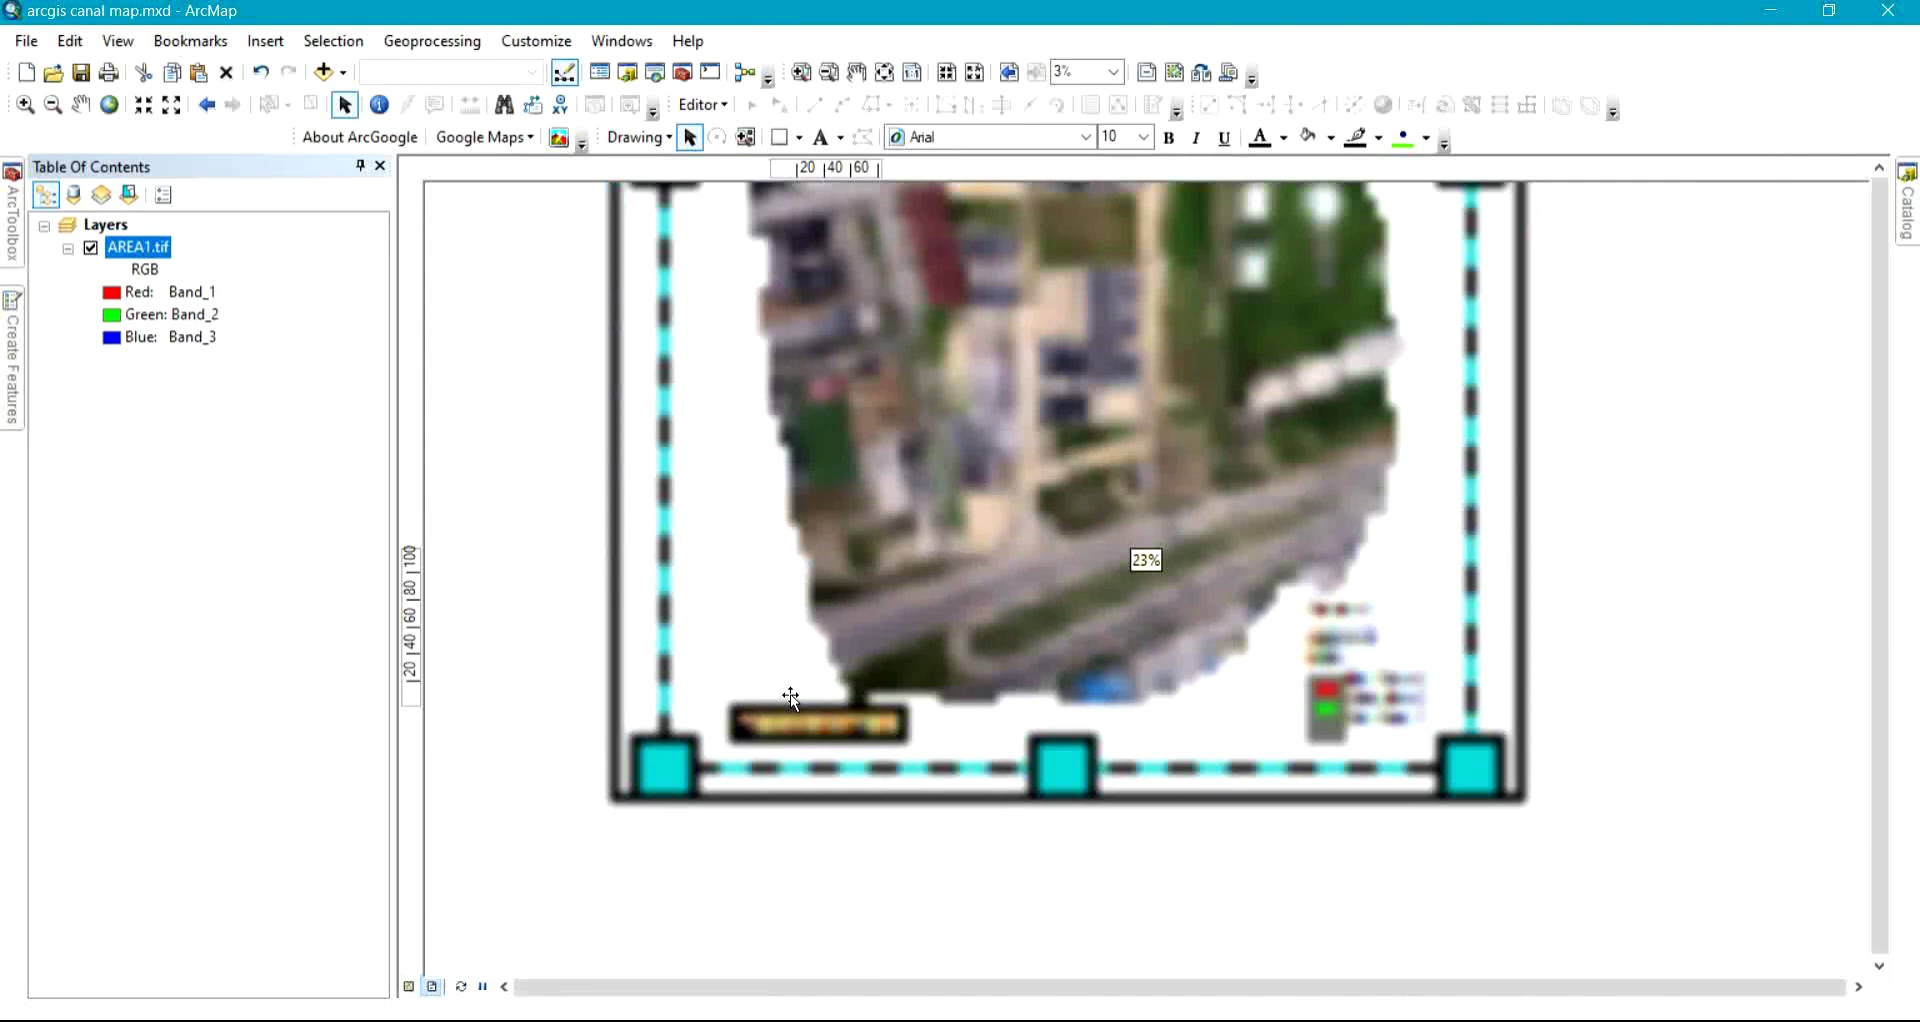 arcgis canal map.mxd - ArcMap
File Edit View Bookmarks Insert Selection Geoprocessing Customize Windows Help
3%
Editor
About ArcGoogle Google Maps Drawing A Arial 10 B I U A
Table Of Contents
20 40 60
ArcToolbox
Create Features
Catalog
Layers
AREA1.tif
RGB
Red: Band_1
Green: Band_2
Blue: Band_3
100 80 60 40 20
23%